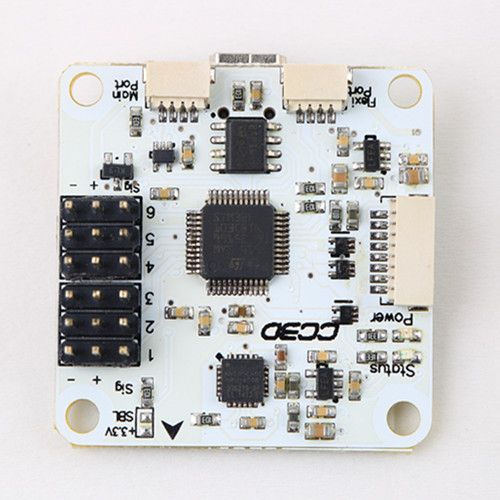 Main
Port
Flexi
Port
- + Sig
6
5
4
3
2
1
- + Sig
Power
CC3D
Status
SBL
+3.3V